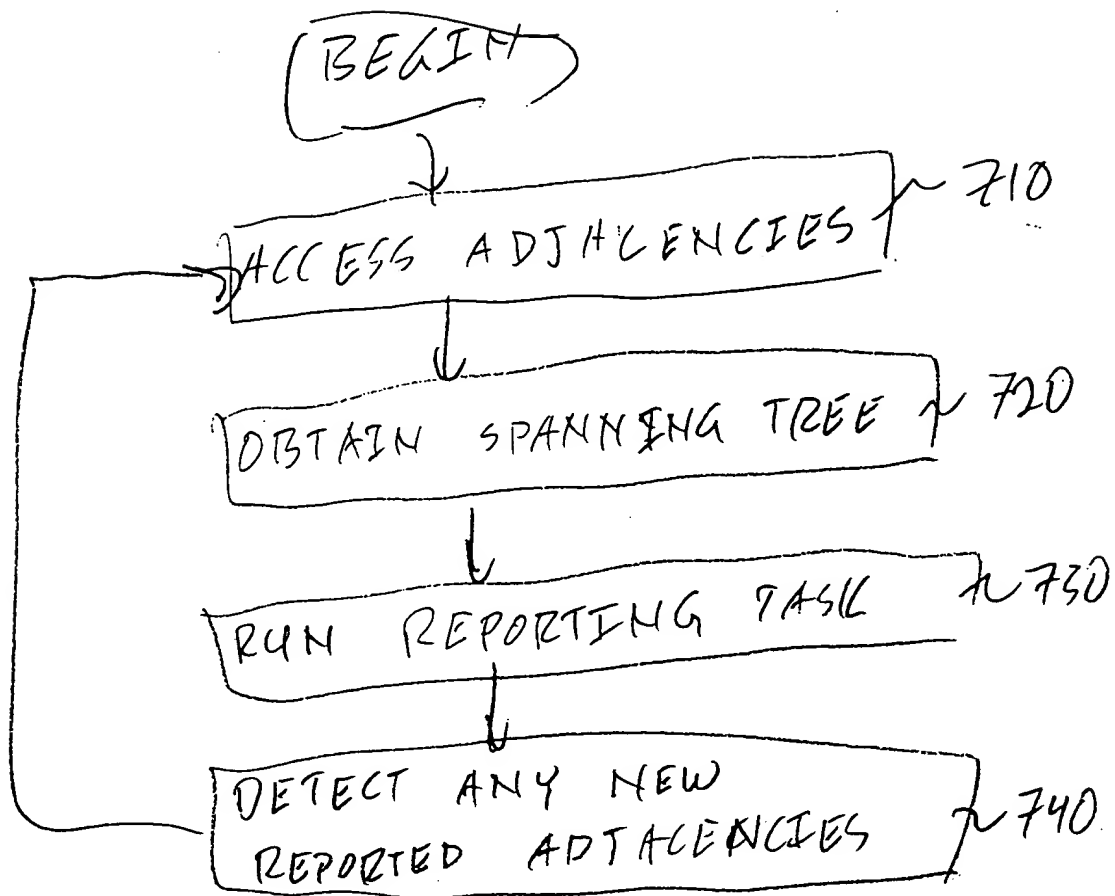 BEGIN
ACCESS ADJACENCIES 710
OBTAIN SPANNING TREE 720
RUN REPORTING TASK 730
DETECT ANY NEW
REPORTED ADJACENCIES 740